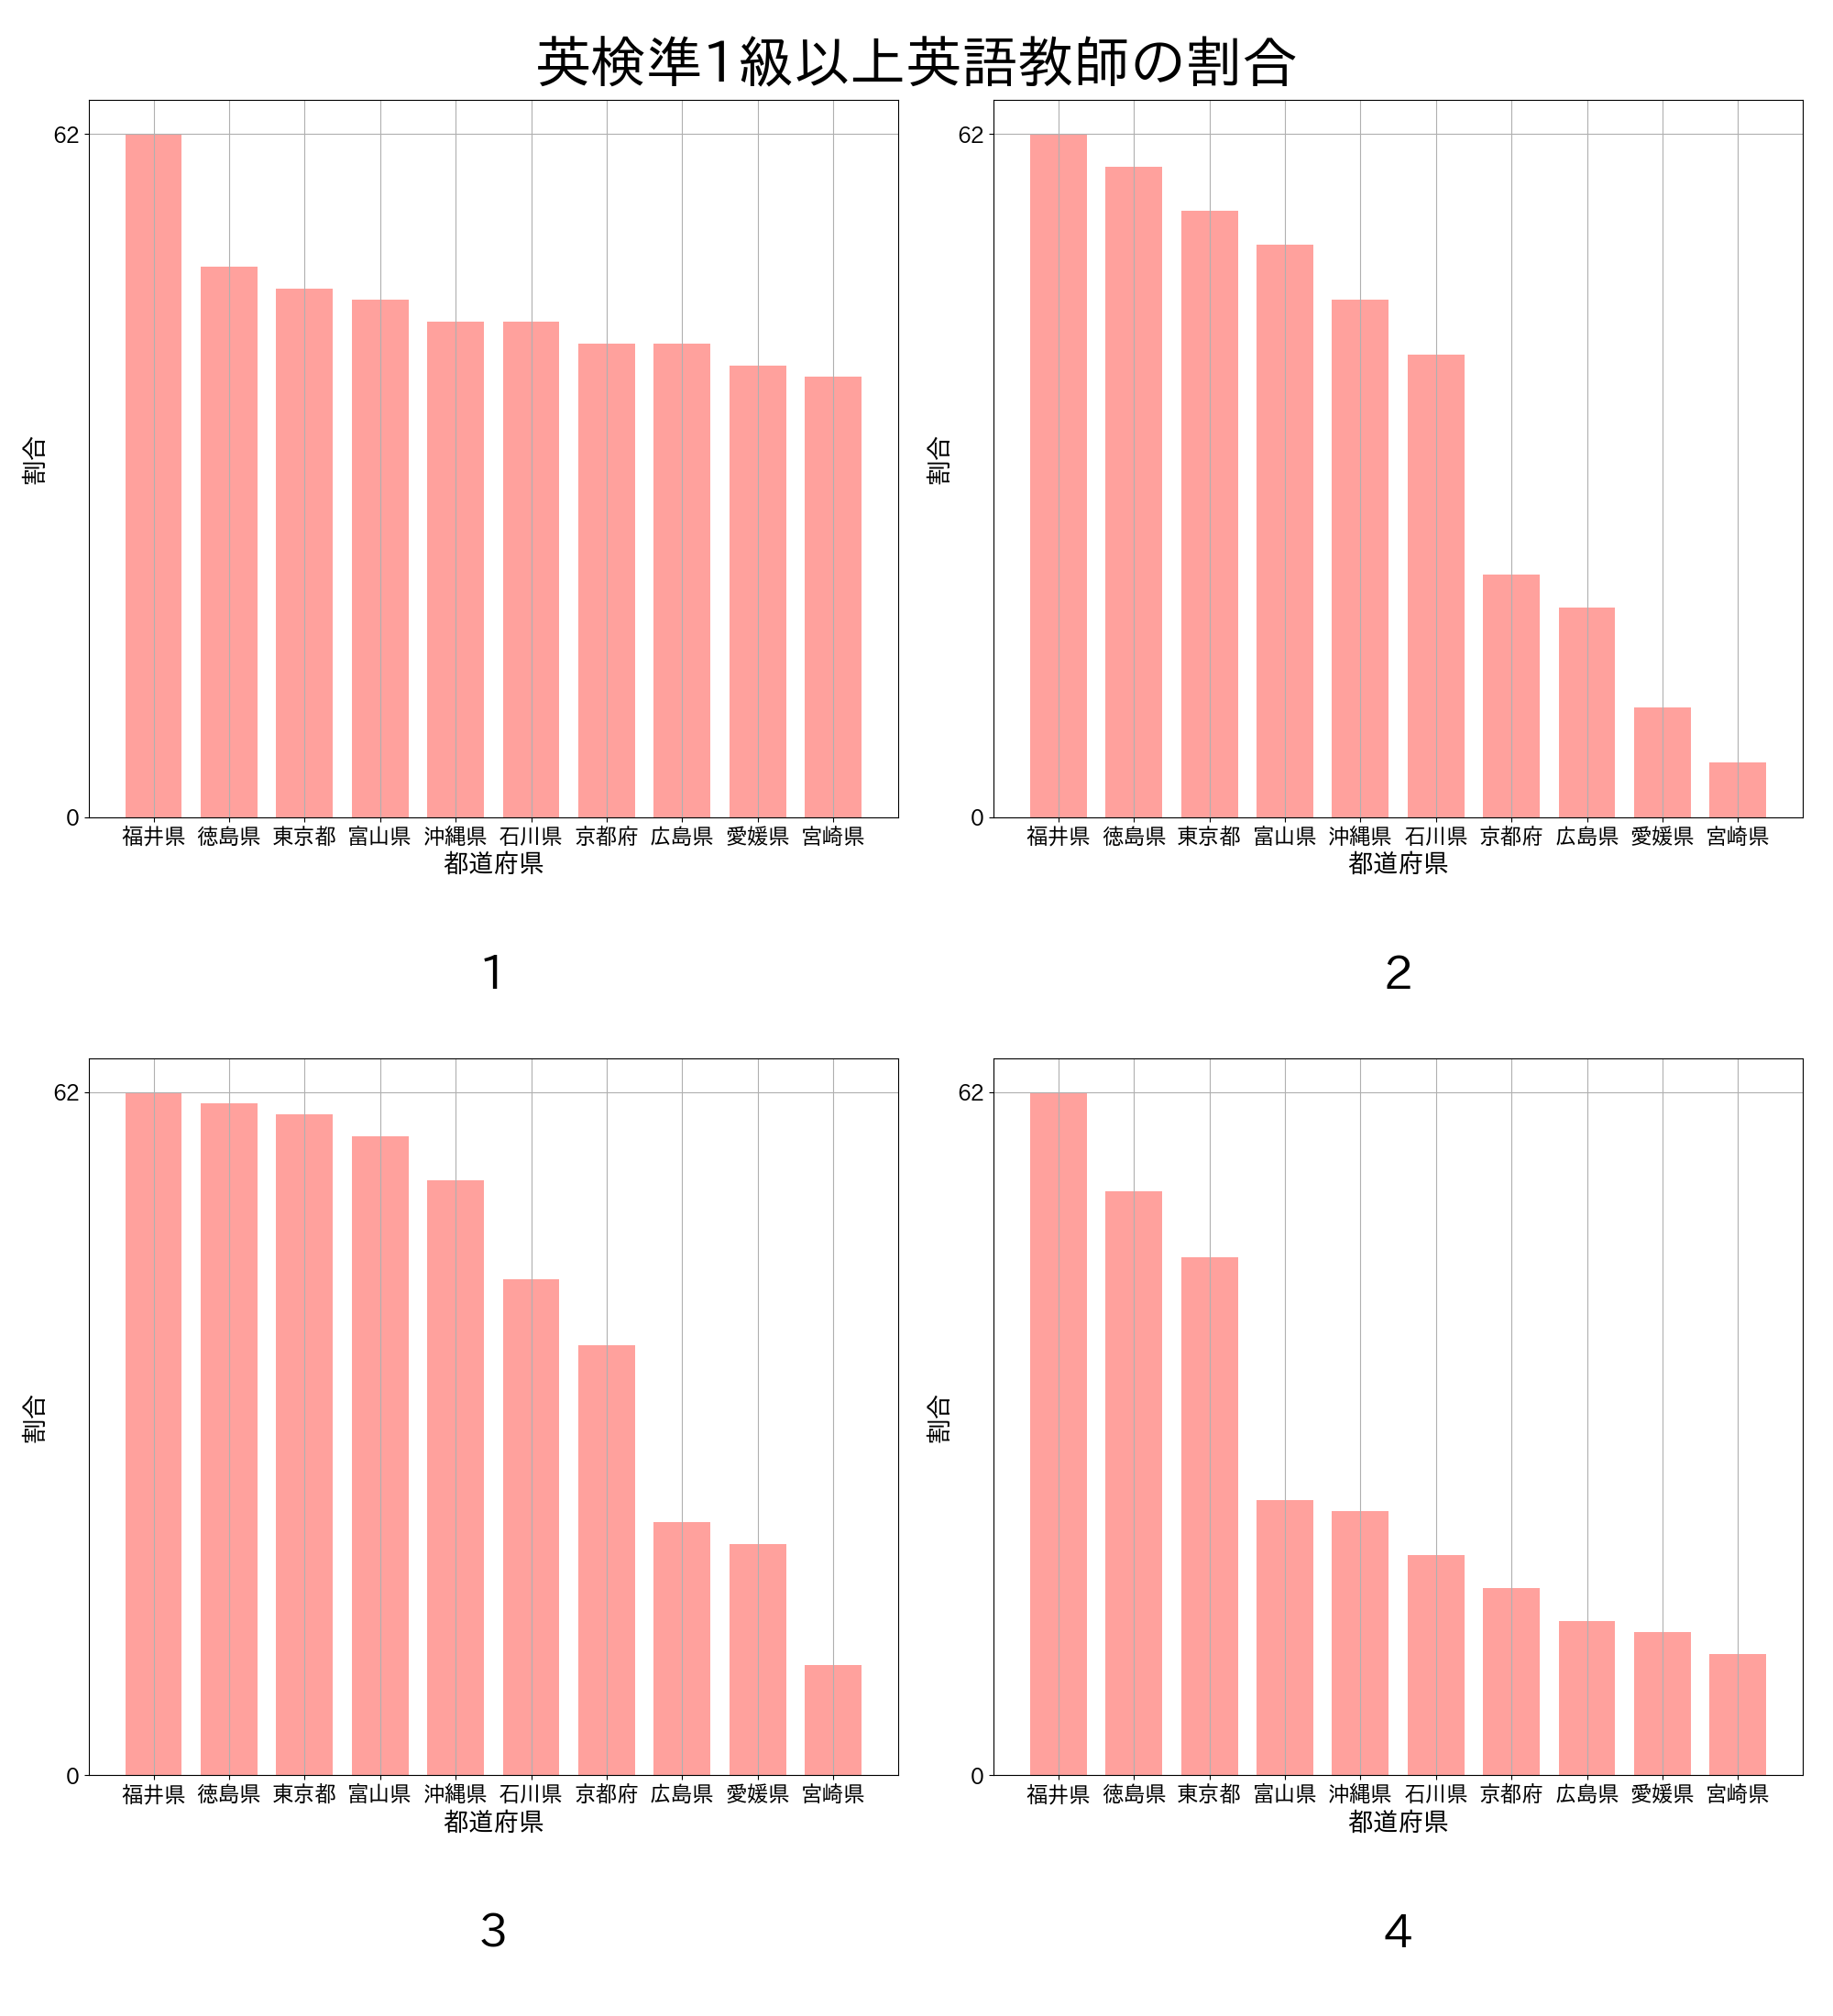 英検準1級以上英語教師の割合
62
0
割合
福井県 徳島県 東京都 富山県 沖縄県 石川県 京都府 広島県 愛媛県 宮崎県
都道府県
1
62
0
割合
福井県 徳島県 東京都 富山県 沖縄県 石川県 京都府 広島県 愛媛県 宮崎県
都道府県
2
62
0
割合
福井県 徳島県 東京都 富山県 沖縄県 石川県 京都府 広島県 愛媛県 宮崎県
都道府県
3
62
0
割合
福井県 徳島県 東京都 富山県 沖縄県 石川県 京都府 広島県 愛媛県 宮崎県
都道府県
4